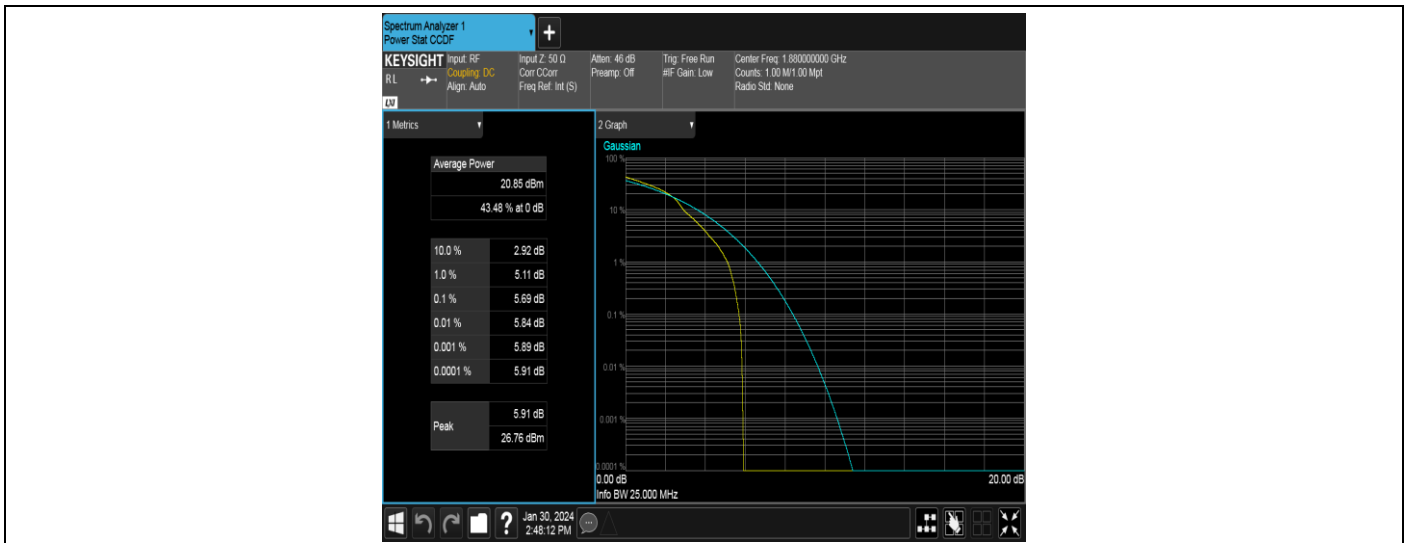 Spectrum Analyzer 1
Power Stat CCDF
+
KEYSIGHT Input: RF Input Z: 50 Ω Atten: 46 dB Trig: Free Run Center Freq: 1.880000000 GHz
RL Coupling: DC Corr CCorr Preamp: Off #IF Gain: Low Counts: 1.00 M/1.00 Mpt
Align: Auto Freq Ref: Int (S) Radio Std: None
LXI
1 Metrics
Average Power
20.85 dBm
43.48 % at 0 dB
10.0 % 2.92 dB
1.0 % 5.11 dB
0.1 % 5.69 dB
0.01 % 5.84 dB
0.001 % 5.89 dB
0.0001 % 5.91 dB
Peak 5.91 dB
26.76 dBm
2 Graph
Gaussian
100 %
10 %
1 %
0.1 %
0.01 %
0.001 %
0.0001 %
0.00 dB 20.00 dB
Info BW 25.000 MHz
? Jan 30, 2024
2:48:12 PM